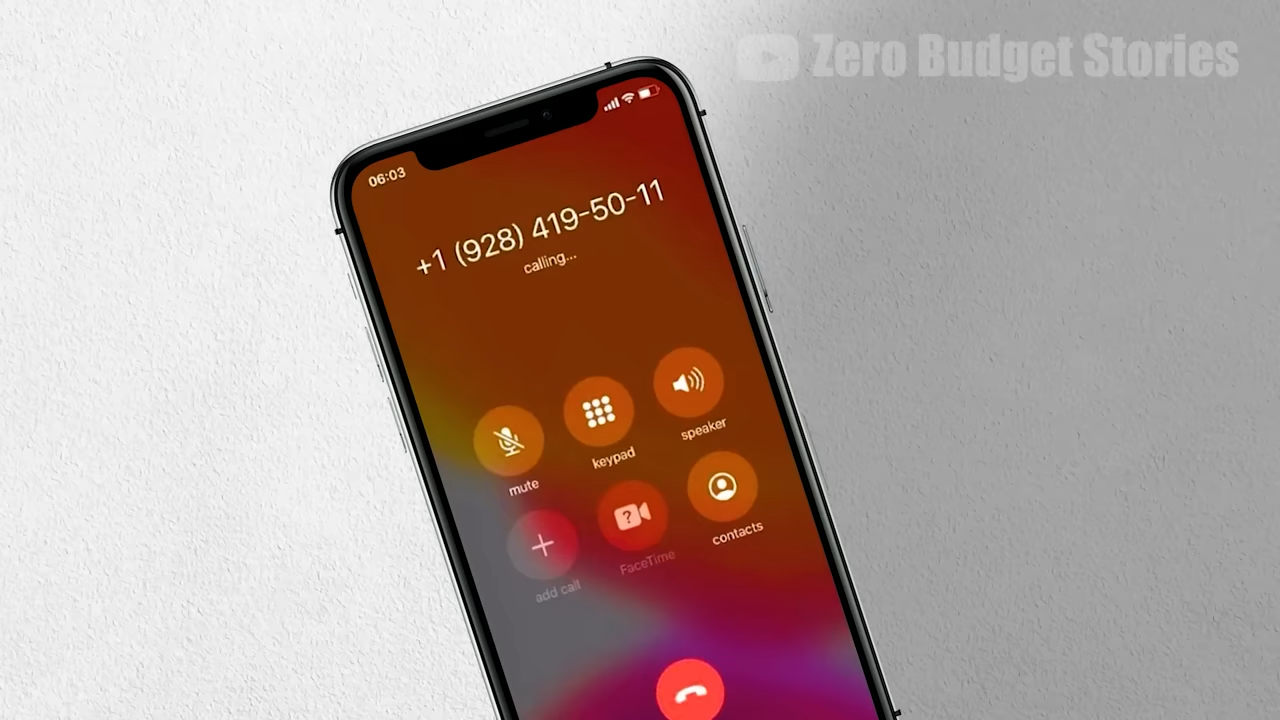 Zero Budget Stories
06:03
+1 (928) 419-50-11
calling...
mute
keypad
speaker
add call
FaceTime
contacts